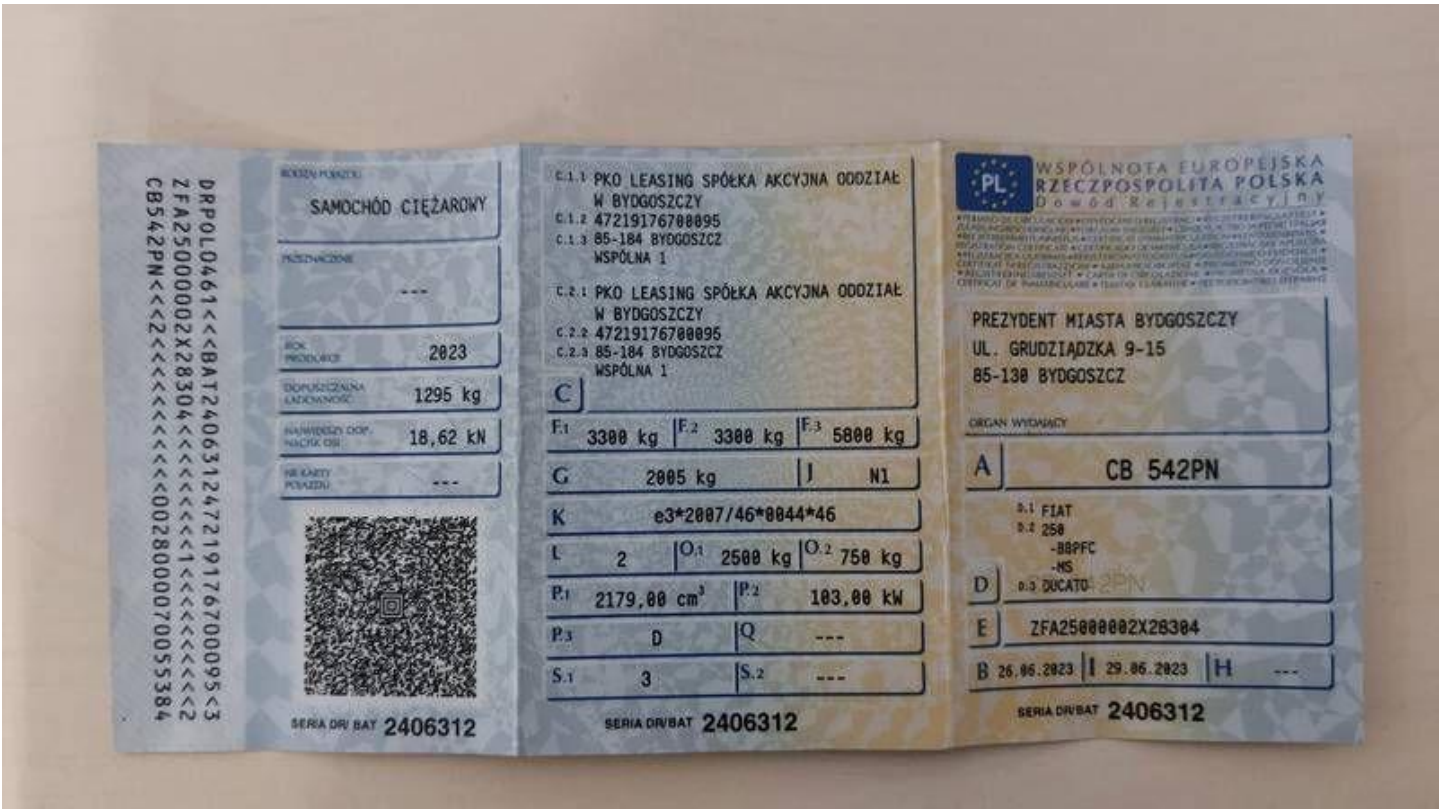 DRPOLO461<<<BAT240631247219176700095<3
ZFA25000002X28304<<<<<<<<1<<<<<<<<2
CB542PN<<<2<<<<<<<<<0028000007055384
RODZAJ POJAZDU
SAMOCHÓD CIĘŻAROWY
PRZEZNACZENIE
---
ROK PRODUKCJI
2023
DOPUSZCZALNA ŁADOWNOŚĆ
1295 kg
NAJWIĘKSZY DOP. NACISK OSI
18,62 kN
NR KARTY POJAZDU
---
SERIA DR/BAT 2406312
C.1.1 PKO LEASING SPÓŁKA AKCYJNA ODDZIAŁ
W BYDGOSZCZY
C.1.2 47219176700095
C.1.3 85-184 BYDGOSZCZ
WSPÓLNA 1
C.2.1 PKO LEASING SPÓŁKA AKCYJNA ODDZIAŁ
W BYDGOSZCZY
C.2.2 47219176700095
C.2.3 85-184 BYDGOSZCZ
WSPÓLNA 1
C
F.1 3300 kg F.2 3300 kg F.3 5800 kg
G 2005 kg J N1
K e3*2007/46*0044*46
L 2 O.1 2500 kg O.2 750 kg
P.1 2179,00 cm³ P.2 103,00 kW
P.3 D Q ---
S.1 3 S.2 ---
SERIA DR/BAT 2406312
PL
WSPÓLNOTA EUROPEJSKA
RZECZPOSPOLITA POLSKA
Dowód Rejestracyjny
PREZYDENT MIASTA BYDGOSZCZY
UL. GRUDZIĄDZKA 9-15
85-130 BYDGOSZCZ
ORGAN WYDAJĄCY
A CB 542PN
D.1 FIAT
D.2 250
-BBPFC
-MS
D D.3 DUCATO
E ZFA25000002X28304
B 26.06.2023 I 29.06.2023 H ---
SERIA DR/BAT 2406312